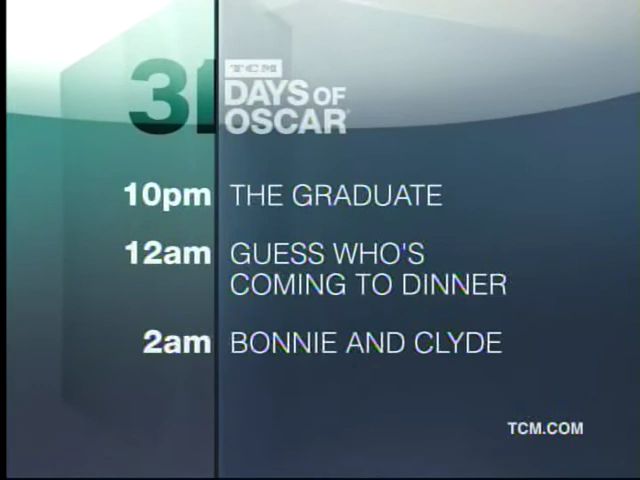 31 TCM
DAYS OF
OSCAR
10pm THE GRADUATE
12am GUESS WHO'S
COMING TO DINNER
2am BONNIE AND CLYDE
TCM.COM